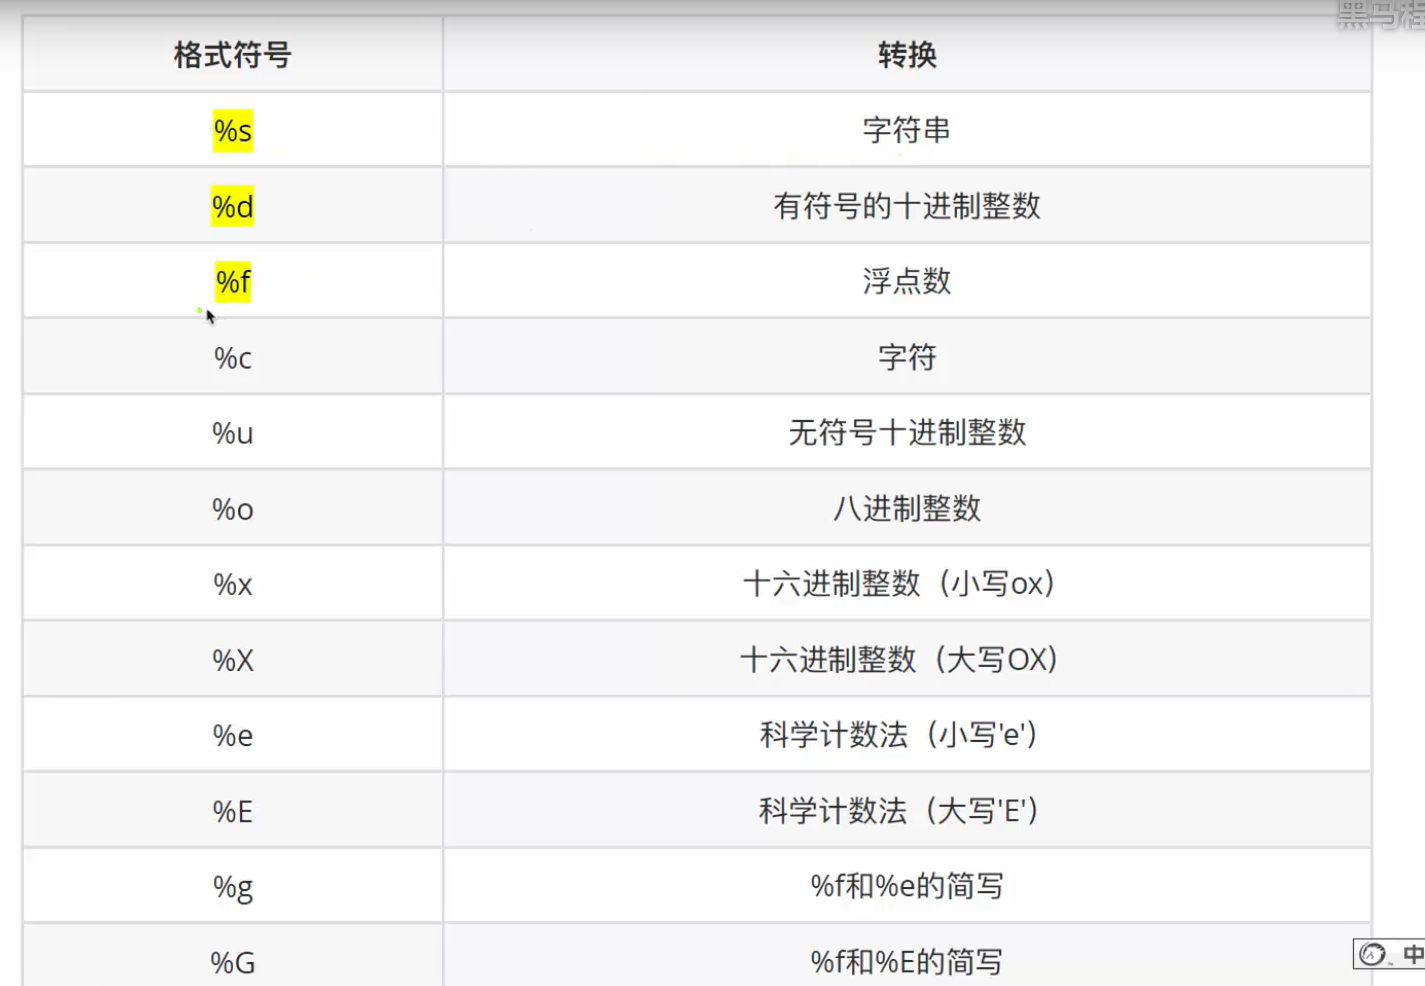 黑马程
格式符号 转换
%s 字符串
%d 有符号的十进制整数
%f 浮点数
%c 字符
%u 无符号十进制整数
%o 八进制整数
%x 十六进制整数（小写ox）
%X 十六进制整数（大写OX）
%e 科学计数法（小写'e'）
%E 科学计数法（大写'E'）
%g %f和%e的简写
%G %f和%E的简写
中